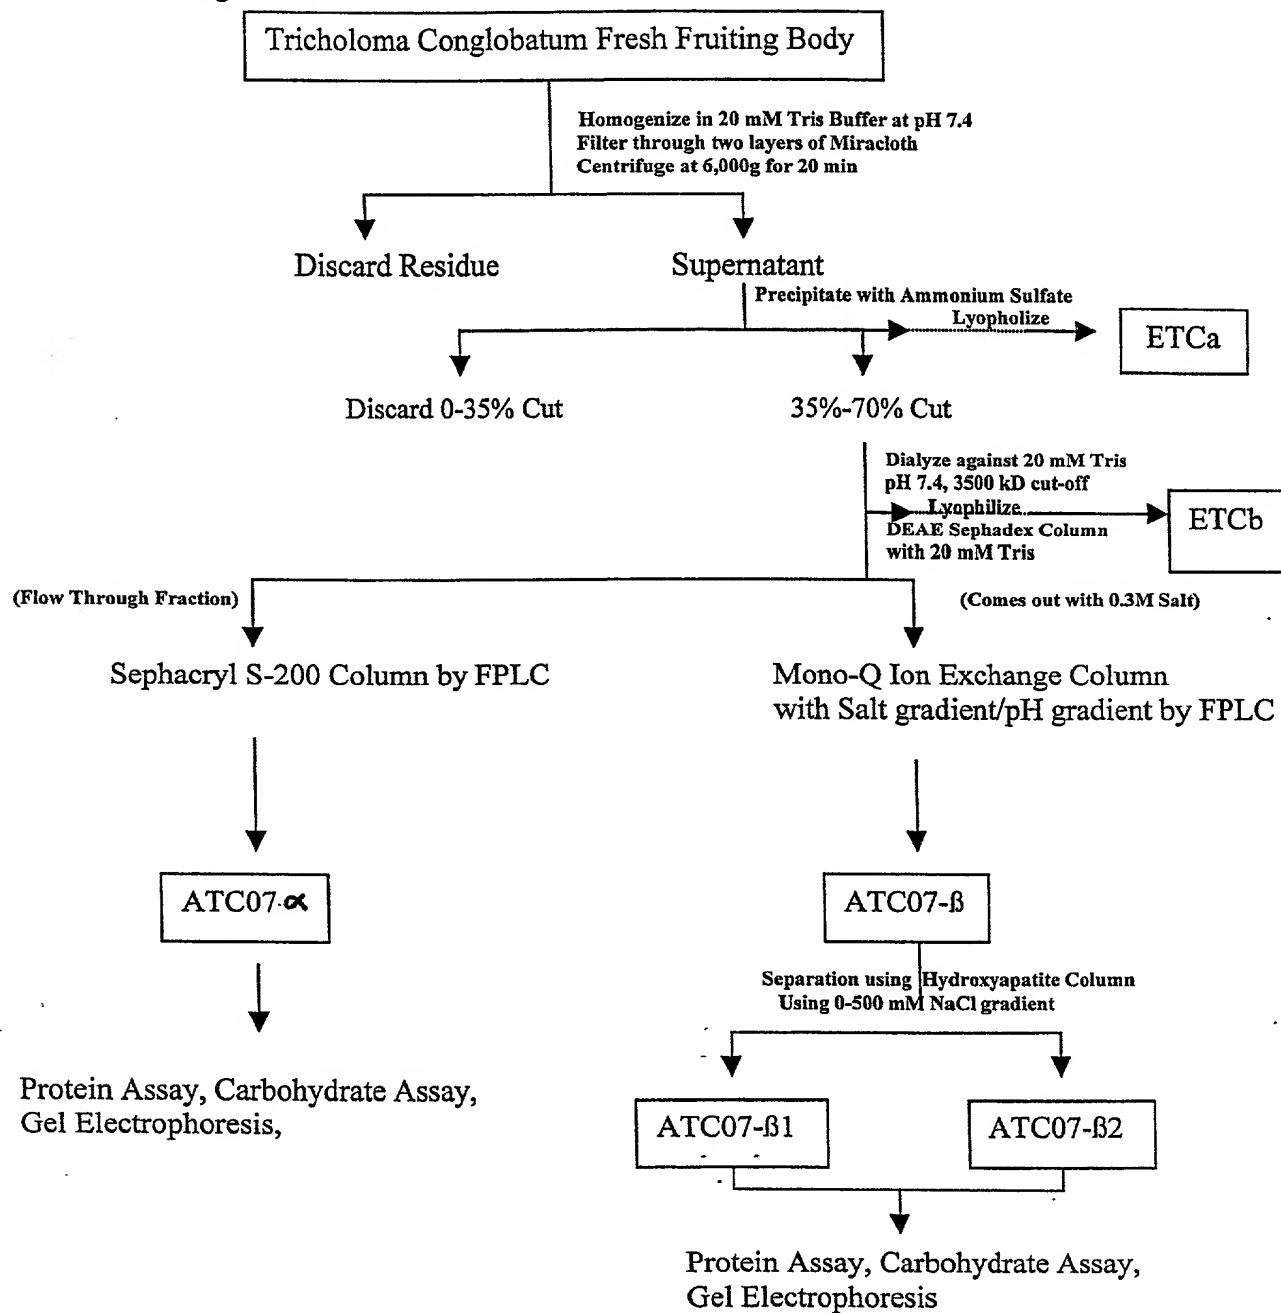 Tricholoma Conglobatum Fresh Fruiting Body
Homogenize in 20 mM Tris Buffer at pH 7.4
Filter through two layers of Miracloth
Centrifuge at 6,000g for 20 min
Discard Residue
Supernatant
Precipitate with Ammonium Sulfate
Lyopholize
ETCa
Discard 0-35% Cut
35%-70% Cut
Dialyze against 20 mM Tris
pH 7.4, 3500 kD cut-off
Lyophilize
ETCb
DEAE Sephadex Column
with 20 mM Tris
(Flow Through Fraction)
(Comes out with 0.3M Salt)
Sephacryl S-200 Column by FPLC
Mono-Q Ion Exchange Column
with Salt gradient/pH gradient by FPLC
ATC07-α
ATC07-ß
Separation using Hydroxyapatite Column
Using 0-500 mM NaCl gradient
Protein Assay, Carbohydrate Assay,
Gel Electrophoresis,
ATC07-ß1
ATC07-ß2
Protein Assay, Carbohydrate Assay,
Gel Electrophoresis